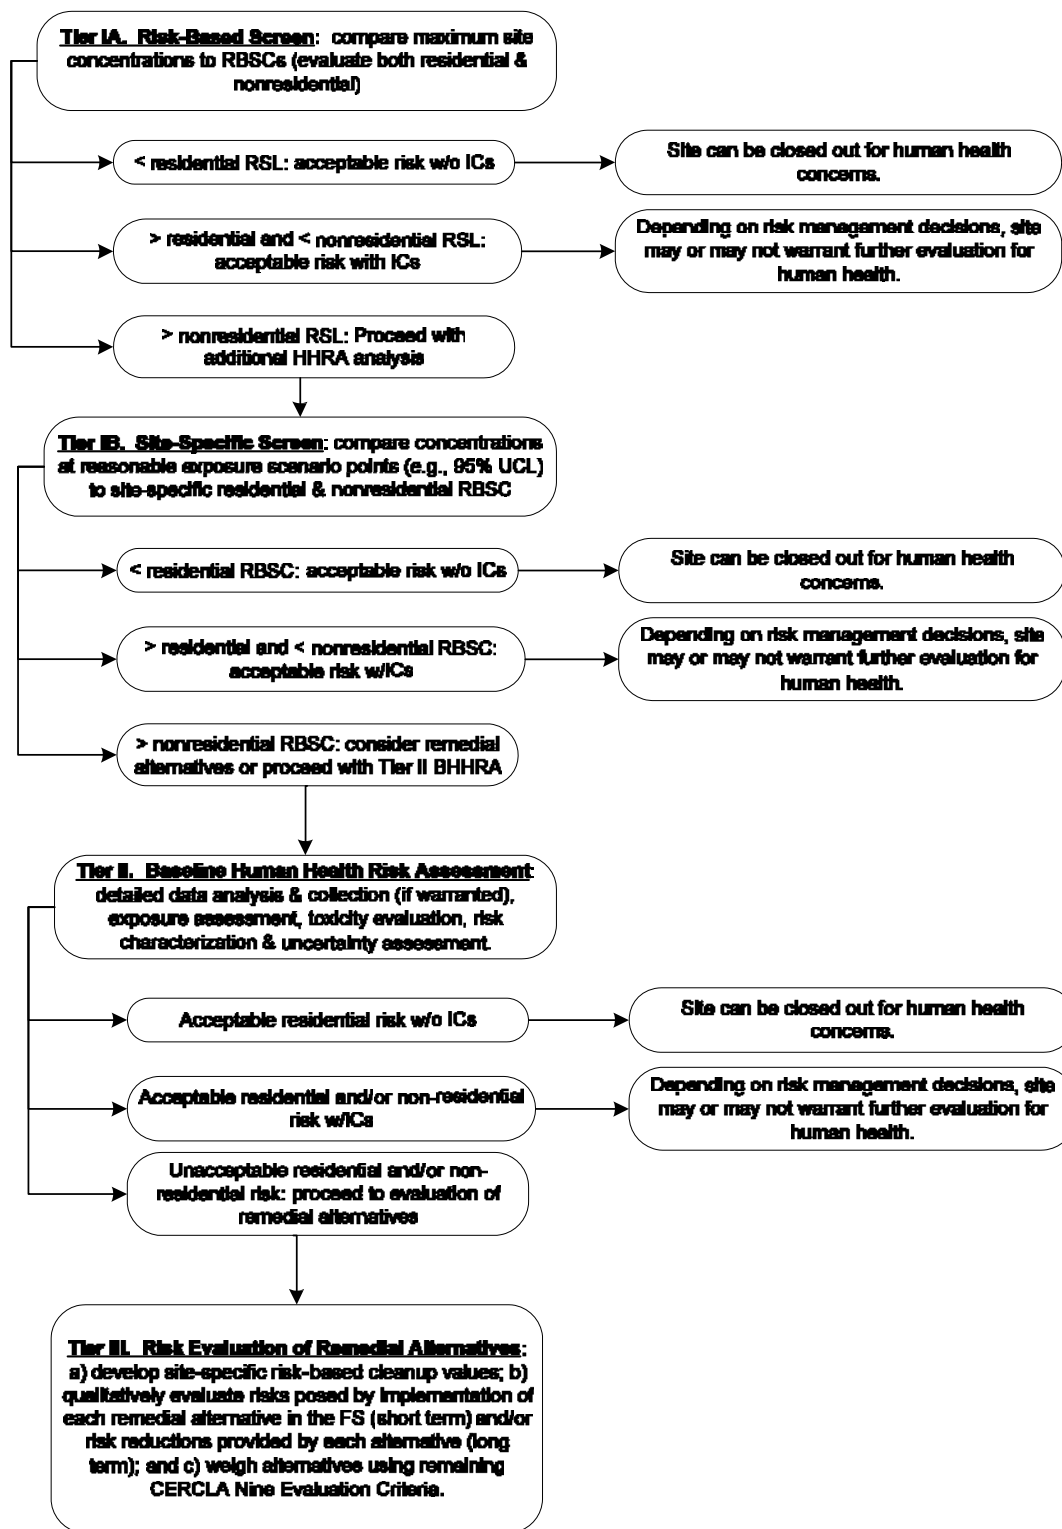 Tier IA.  Risk-Based Screen:  compare maximum site
concentrations to RBSCs (evaluate both residential &
nonresidential)
< residential RSL: acceptable risk w/o ICs
Site can be closed out for human health
concerns.
> residential and < nonresidential RSL:
acceptable risk with ICs
Depending on risk management decisions, site
may or may not warrant further evaluation for
human health.
> nonresidential RSL: Proceed with
additional HHRA analysis
Tier IB.  Site-Specific Screen: compare concentrations
at reasonable exposure scenario points (e.g., 95% UCL)
to site-specific residential & nonresidential RBSC
< residential RBSC: acceptable risk w/o ICs
Site can be closed out for human health
concerns.
> residential and < nonresidential RBSC:
acceptable risk w/ICs
Depending on risk management decisions, site
may or may not warrant further evaluation for
human health.
> nonresidential RBSC: consider remedial
alternatives or proceed with Tier II BHHRA
Tier II.  Baseline Human Health Risk Assessment:
detailed data analysis & collection (if warranted),
exposure assessment, toxicity evaluation, risk
characterization & uncertainty assessment.
Acceptable residential risk w/o ICs
Site can be closed out for human health
concerns.
Acceptable residential and/or non-residential
risk w/ICs
Depending on risk management decisions, site
may or may not warrant further evaluation for
human health.
Unacceptable residential and/or non-
residential risk: proceed to evaluation of
remedial alternatives
Tier III.  Risk Evaluation of Remedial Alternatives:
a) develop site-specific risk-based cleanup values; b)
qualitatively evaluate risks posed by implementation of
each remedial alternative in the FS (short term) and/or
risk reductions provided by each alternative (long
term); and c) weigh alternatives using remaining
CERCLA Nine Evaluation Criteria.